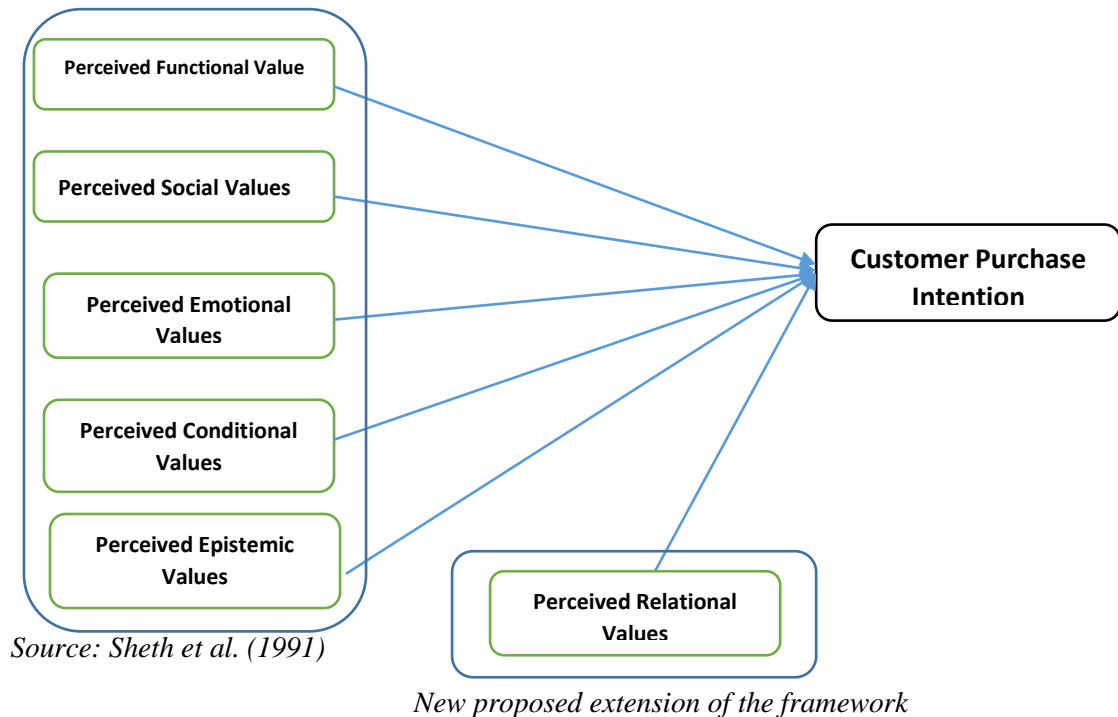 Perceived Functional Value
Perceived Social Values
Perceived Emotional
Values
Perceived Conditional
Values
Perceived Epistemic
Values
Source: Sheth et al. (1991)
Customer Purchase
Intention
Perceived Relational
Values
New proposed extension of the framework